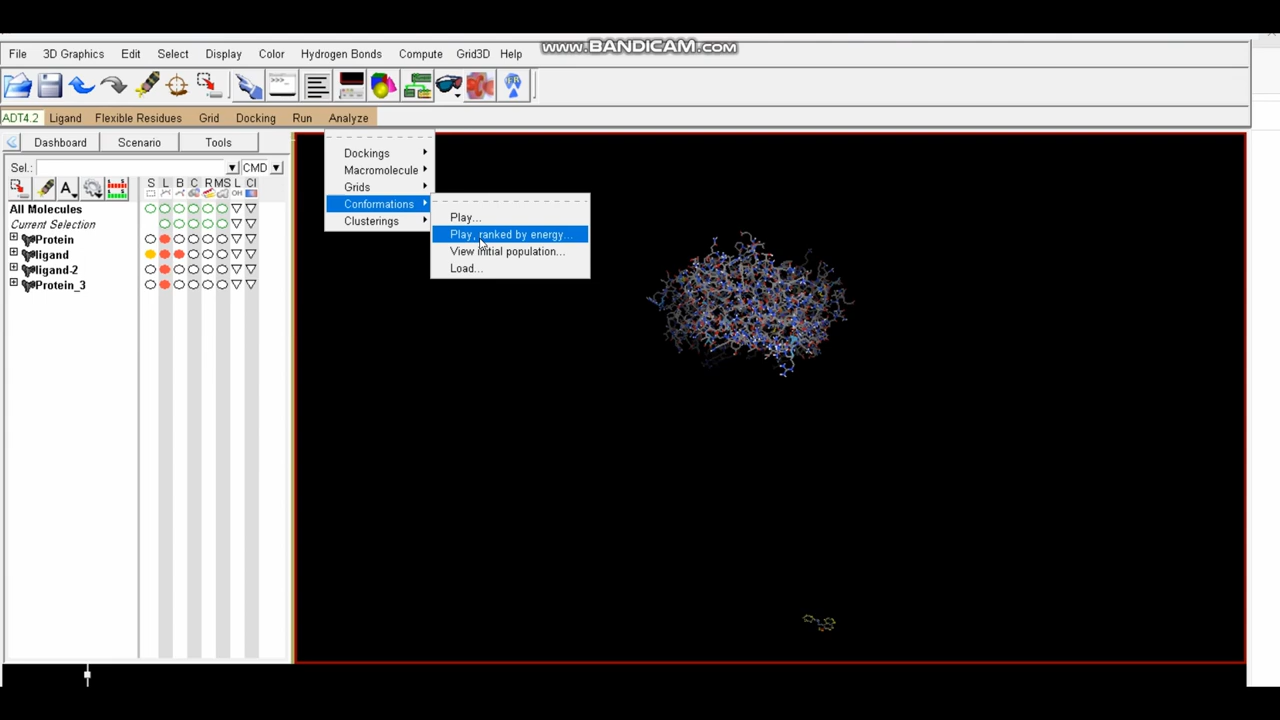 www.BANDICAM.com
File 3D Graphics Edit Select Display Color Hydrogen Bonds Compute Grid3D Help
ADT4.2 Ligand Flexible Residues Grid Docking Run Analyze
Dashboard Scenario Tools
Sel.: CMD
S L B C R MS L Cl
All Molecules
Current Selection
Protein
ligand
ligand-2
Protein_3
Dockings
Macromolecule
Grids
Conformations
Clusterings
Play...
Play, ranked by energy...
View initial population...
Load...